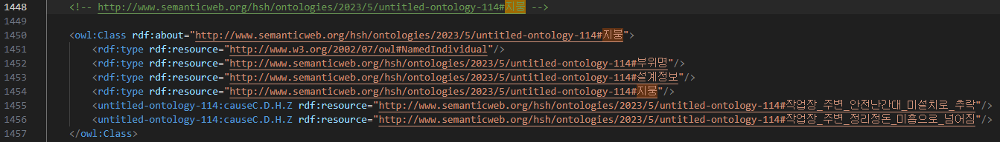 1448 <!-- http://www.semanticweb.org/hsh/ontologies/2023/5/untitled-ontology-114#지붕 -->
1449
1450 <owl:Class rdf:about="http://www.semanticweb.org/hsh/ontologies/2023/5/untitled-ontology-114#지붕">
1451 <rdf:type rdf:resource="http://www.w3.org/2002/07/owl#NamedIndividual"/>
1452 <rdf:type rdf:resource="http://www.semanticweb.org/hsh/ontologies/2023/5/untitled-ontology-114#부위명"/>
1453 <rdf:type rdf:resource="http://www.semanticweb.org/hsh/ontologies/2023/5/untitled-ontology-114#설계정보"/>
1454 <rdf:type rdf:resource="http://www.semanticweb.org/hsh/ontologies/2023/5/untitled-ontology-114#지붕"/>
1455 <untitled-ontology-114:causeC.D.H.Z rdf:resource="http://www.semanticweb.org/hsh/ontologies/2023/5/untitled-ontology-114#작업장_주변_안전난간대_미설치로_추락"/>
1456 <untitled-ontology-114:causeC.D.H.Z rdf:resource="http://www.semanticweb.org/hsh/ontologies/2023/5/untitled-ontology-114#작업장_주변_정리정돈_미흡으로_넘어짐"/>
1457 </owl:Class>